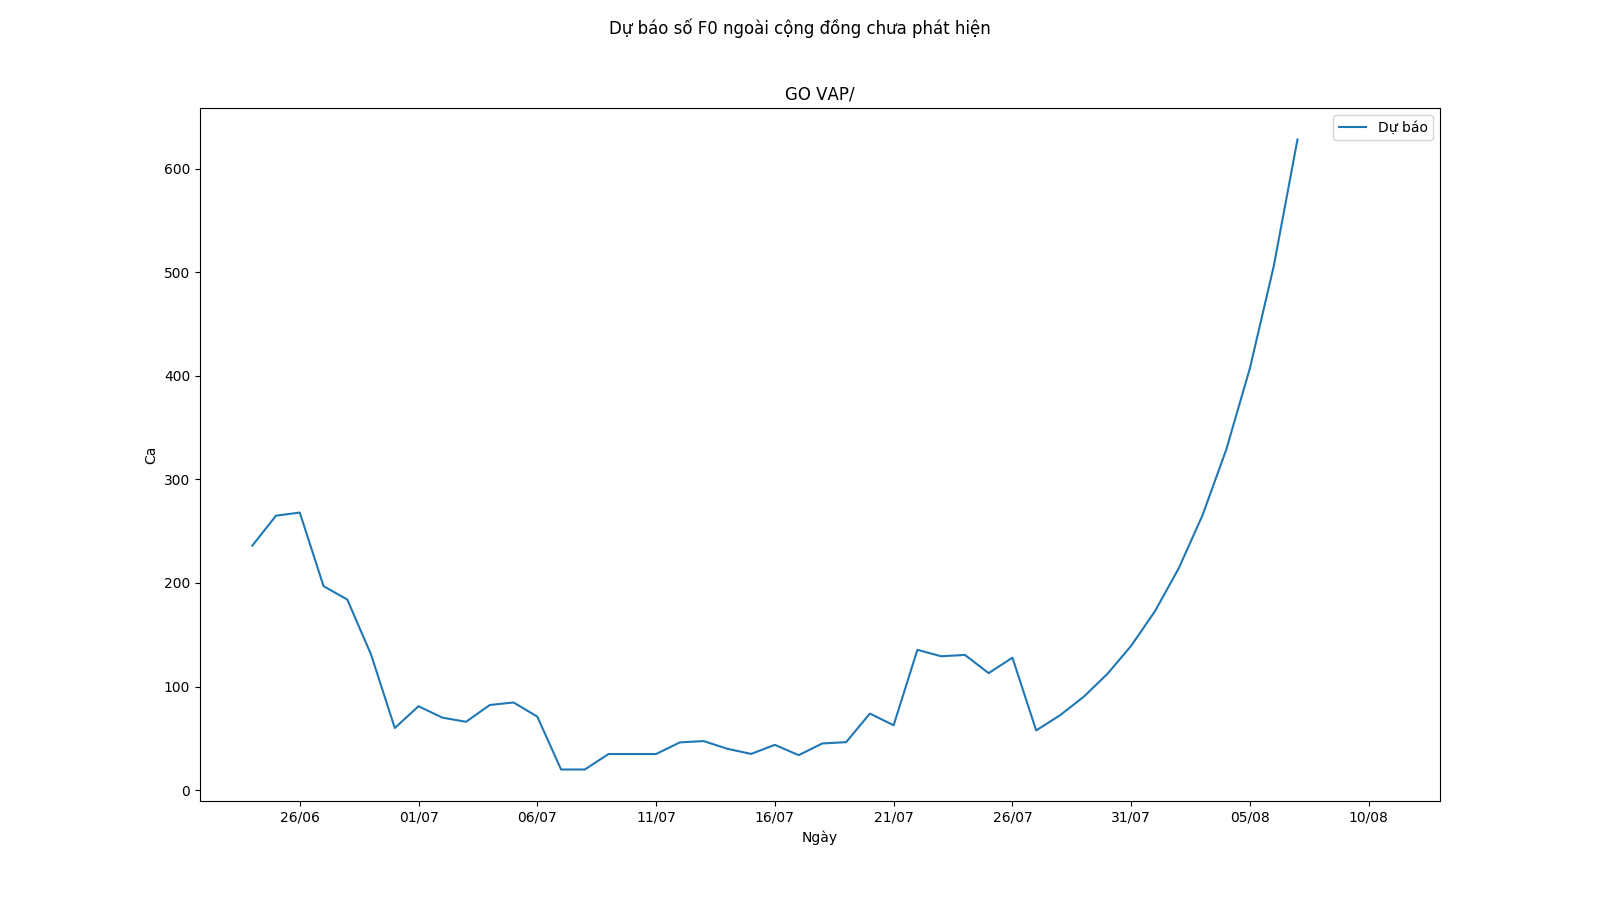 Dự báo số F0 ngoài cộng đồng chưa phát hiện
GO VAP/
Dự báo
600
500
400
300
200
100
0
Ca
26/06 01/07 06/07 11/07 16/07 21/07 26/07 31/07 05/08 10/08
Ngày